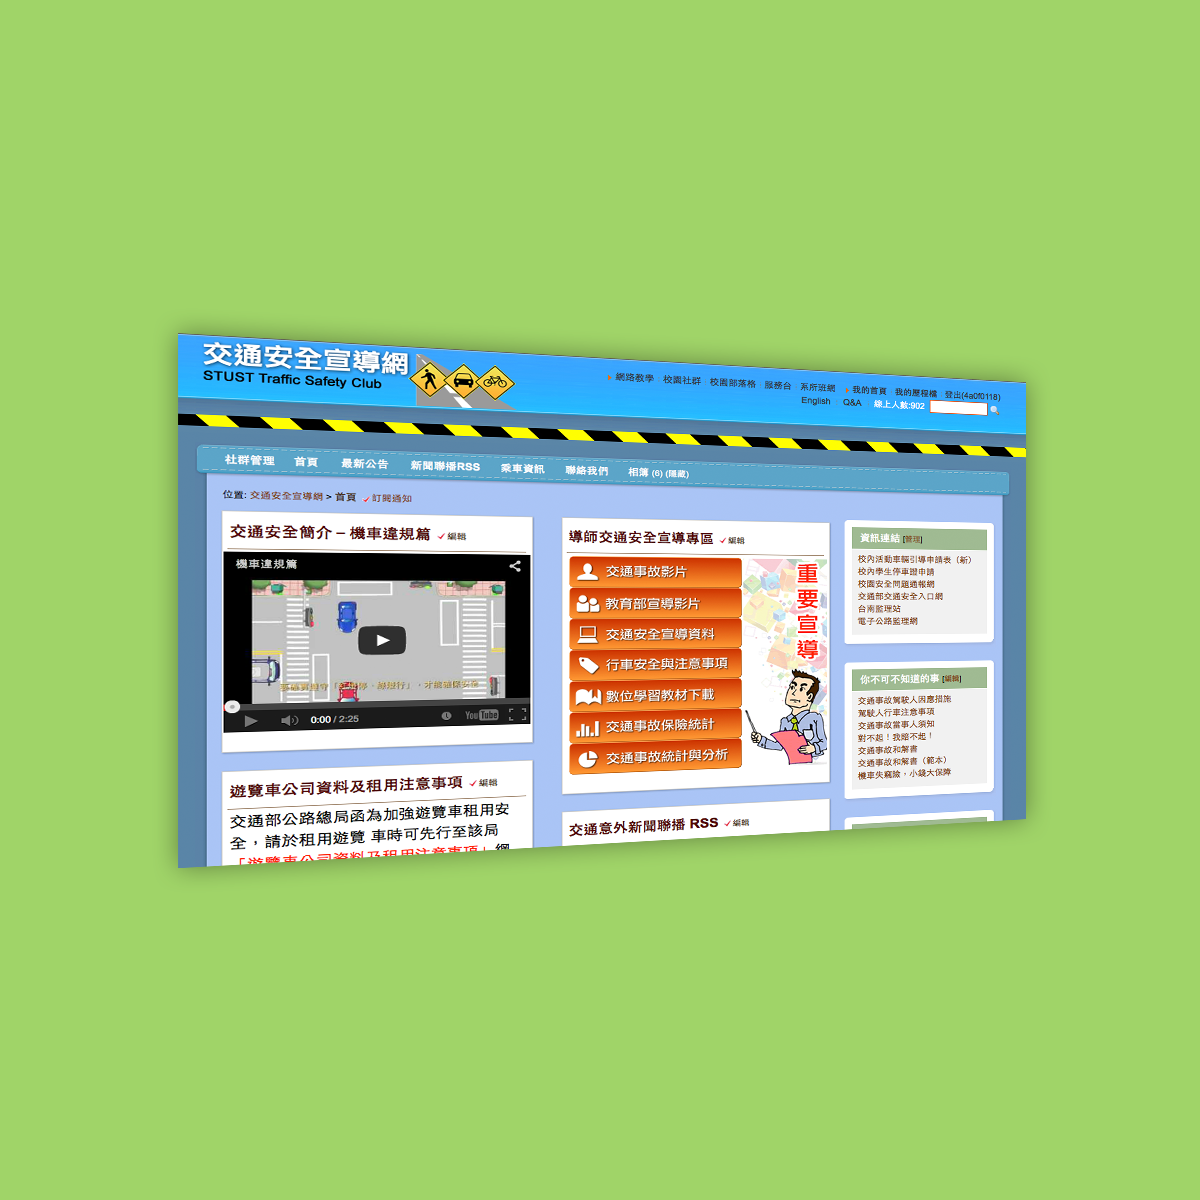 交通安全宣導網
STUST Traffic Safety Club
網路教學 校園社群 校園部落格 服務台 系所班網 我的首頁 我的歷程檔 登出(4a0f0118)
English Q&A 線上人數:902
社群管理 首頁 最新公告 新聞聯播RSS 乘車資訊 聯絡我們 相簿 (6) (隱藏)
位置: 交通安全宣導網 > 首頁 訂閱通知
交通安全簡介 – 機車違規篇 編輯
機車違規篇
0:00 / 2:25
YouTube
遊覽車公司資料及租用注意事項 編輯
交通部公路總局函為加強遊覽車租用安
全，請於租用遊覽 車時可先行至該局
「遊覽車公司資料及租用注意事項」網
導師交通安全宣導專區 編輯
交通事故影片
教育部宣導影片
交通安全宣導資料
行車安全與注意事項
數位學習教材下載
交通事故保險統計
交通事故統計與分析
重要宣導
交通意外新聞聯播 RSS 編輯
資訊連結 [管理]
校內活動車輛引導申請表（新）
校內學生停車證申請
校園安全問題通報網
交通部交通安全入口網
台南監理站
電子公路監理網
你不可不知道的事 [編輯]
交通事故駕駛人因應措施
駕駛人行車注意事項
交通事故當事人須知
對不起！我賠不起！
交通事故和解書
交通事故和解書（範本）
機車失竊險，小錢大保障